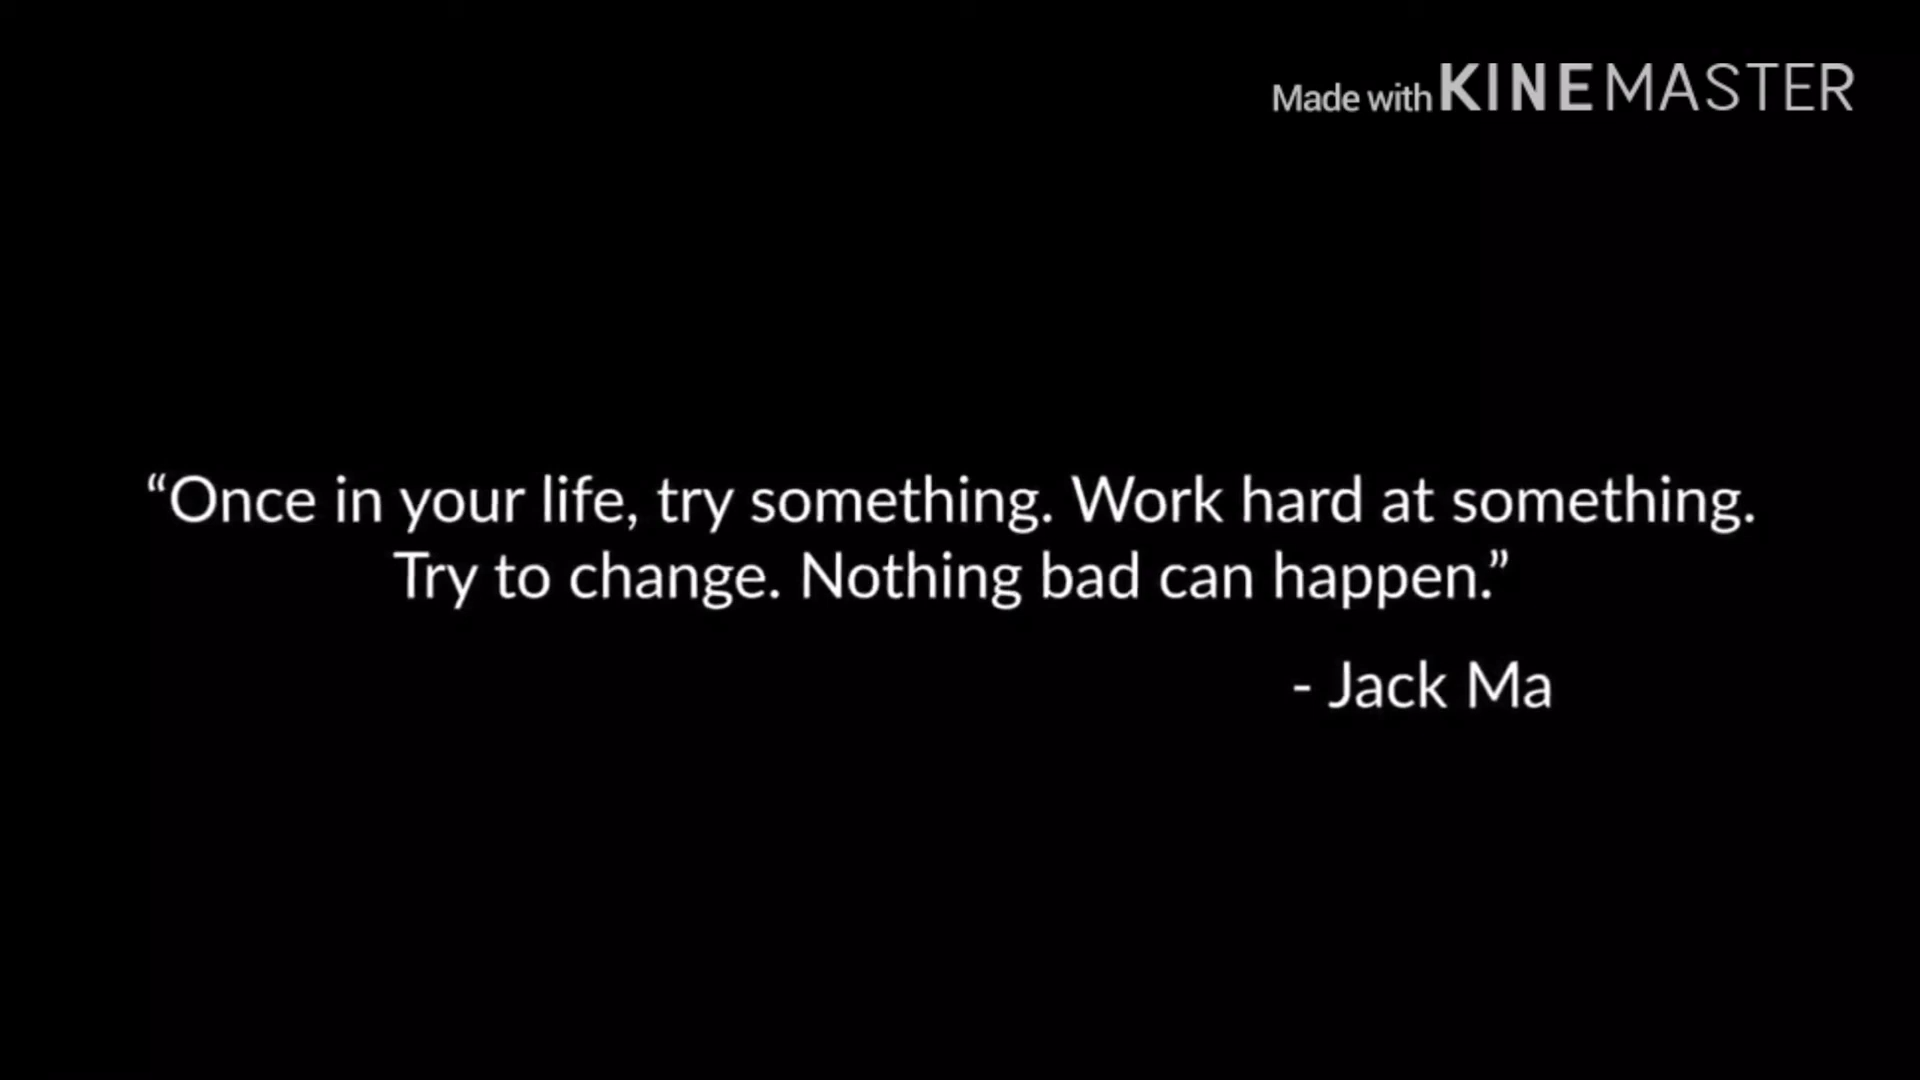 Made with KINEMASTER
“Once in your life, try something. Work hard at something.
Try to change. Nothing bad can happen.”
- Jack Ma